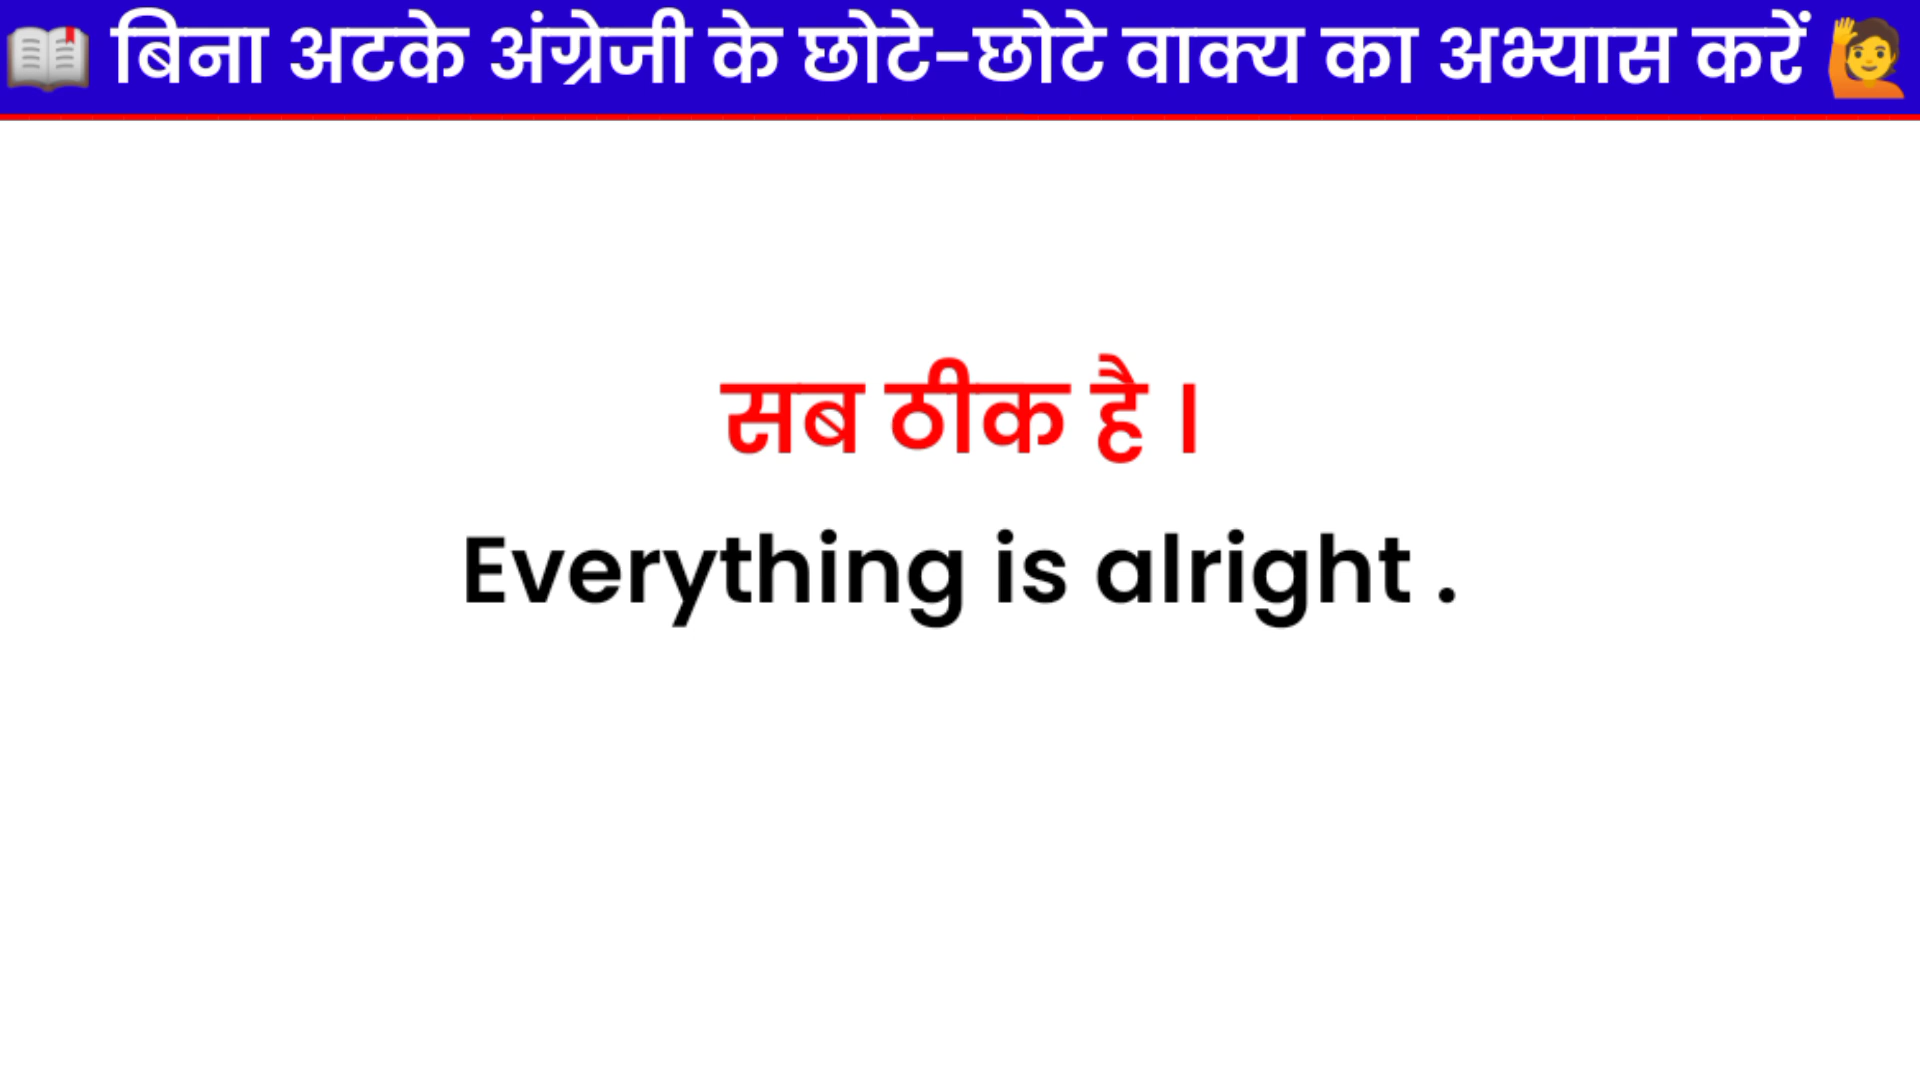 बिना अटके अंग्रेजी के छोटे-छोटे वाक्य का अभ्यास करें
सब ठीक है ।
Everything is alright .